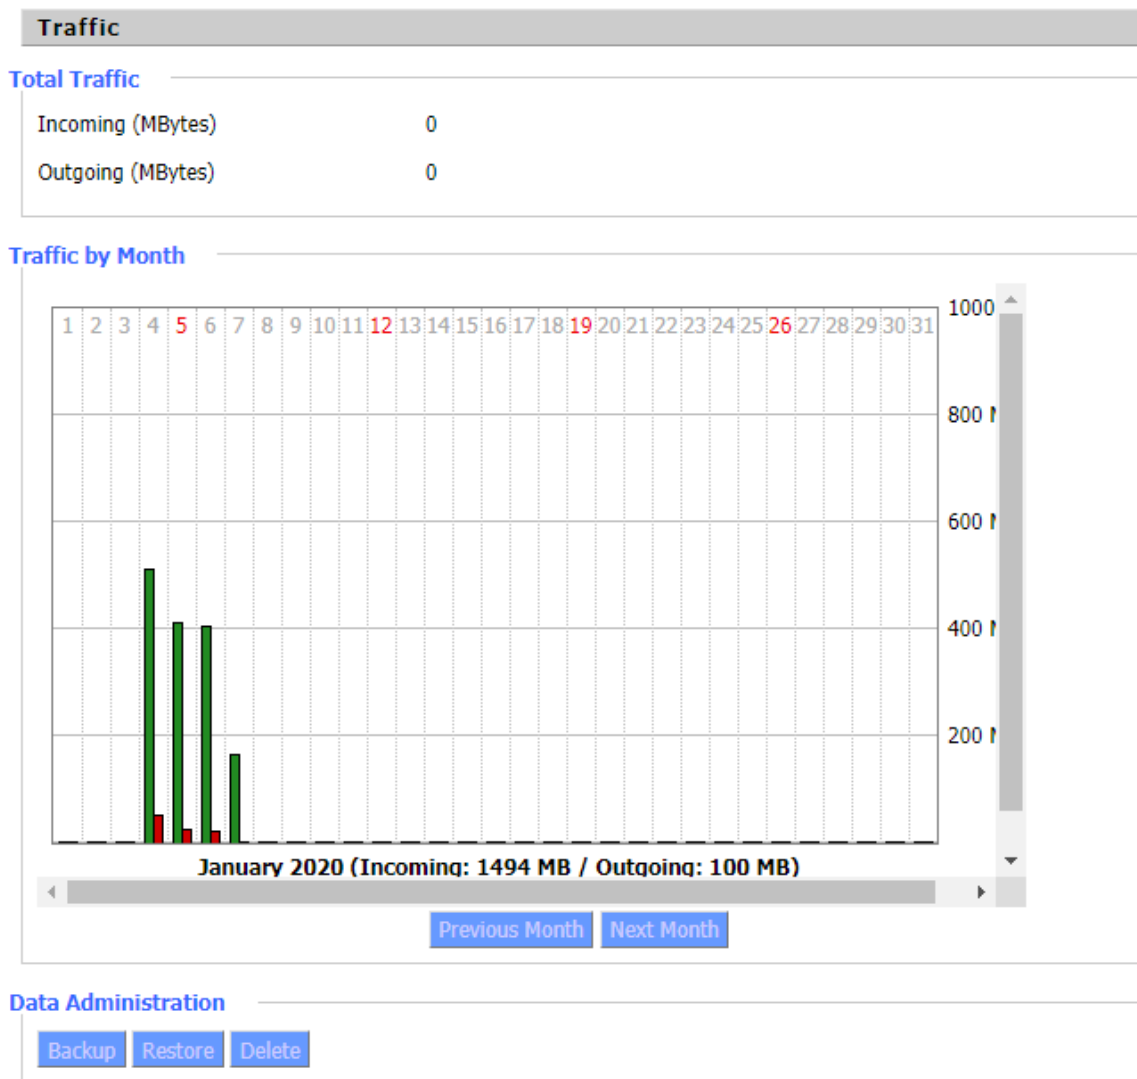 Traffic
Total Traffic
Incoming (MBytes) 0
Outgoing (MBytes) 0
Traffic by Month
1 2 3 4 5 6 7 8 9 10 11 12 13 14 15 16 17 18 19 20 21 22 23 24 25 26 27 28 29 30 31
1000
800
600
400
200
January 2020 (Incoming: 1494 MB / Outgoing: 100 MB)
Previous Month Next Month
Data Administration
Backup Restore Delete